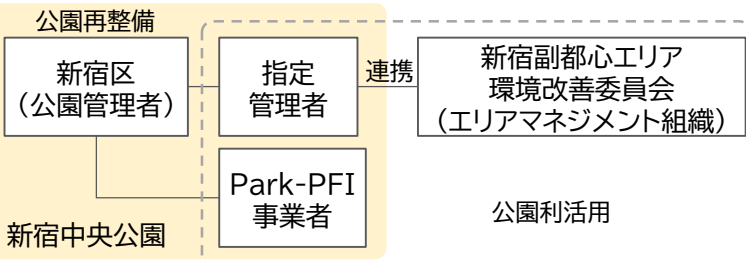 公園再整備
新宿区
（公園管理者）
指定
管理者
連携
新宿副都心エリア
環境改善委員会
（エリアマネジメント組織）
Park-PFI
事業者
新宿中央公園
公園利活用